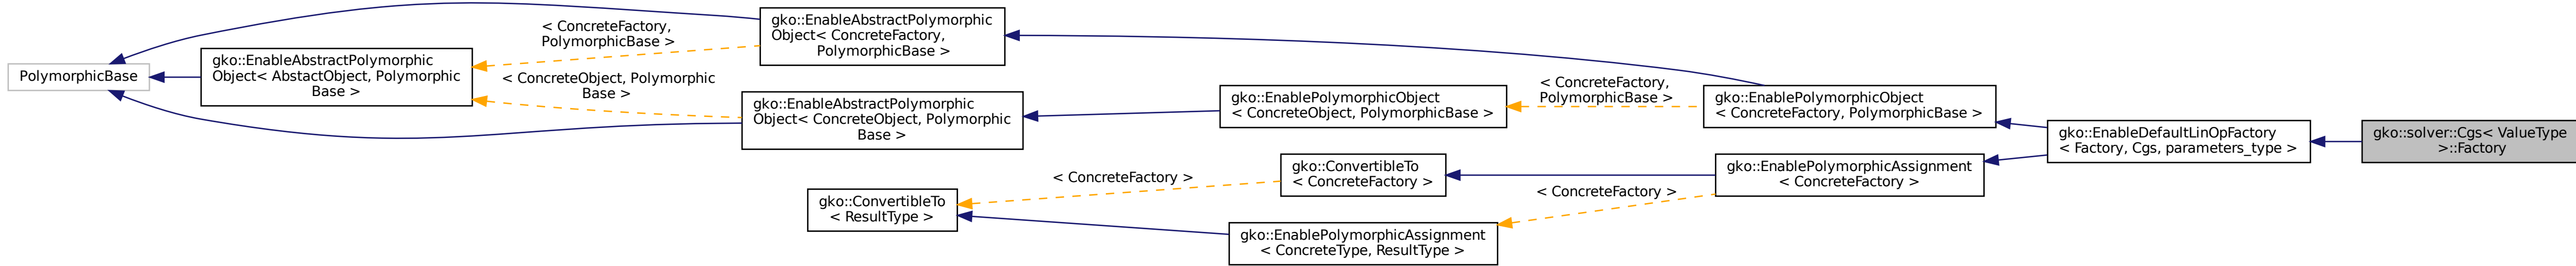 PolymorphicBase
gko::EnableAbstractPolymorphic
Object< AbstactObject, Polymorphic
Base >
< ConcreteFactory,
PolymorphicBase >
< ConcreteObject, Polymorphic
Base >
gko::EnableAbstractPolymorphic
Object< ConcreteFactory,
PolymorphicBase >
gko::EnableAbstractPolymorphic
Object< ConcreteObject, Polymorphic
Base >
gko::ConvertibleTo
< ResultType >
< ConcreteFactory >
gko::EnablePolymorphicObject
< ConcreteObject, PolymorphicBase >
gko::ConvertibleTo
< ConcreteFactory >
gko::EnablePolymorphicAssignment
< ConcreteType, ResultType >
< ConcreteFactory,
PolymorphicBase >
< ConcreteFactory >
gko::EnablePolymorphicObject
< ConcreteFactory, PolymorphicBase >
gko::EnablePolymorphicAssignment
< ConcreteFactory >
gko::EnableDefaultLinOpFactory
< Factory, Cgs, parameters_type >
gko::solver::Cgs< ValueType
>::Factory